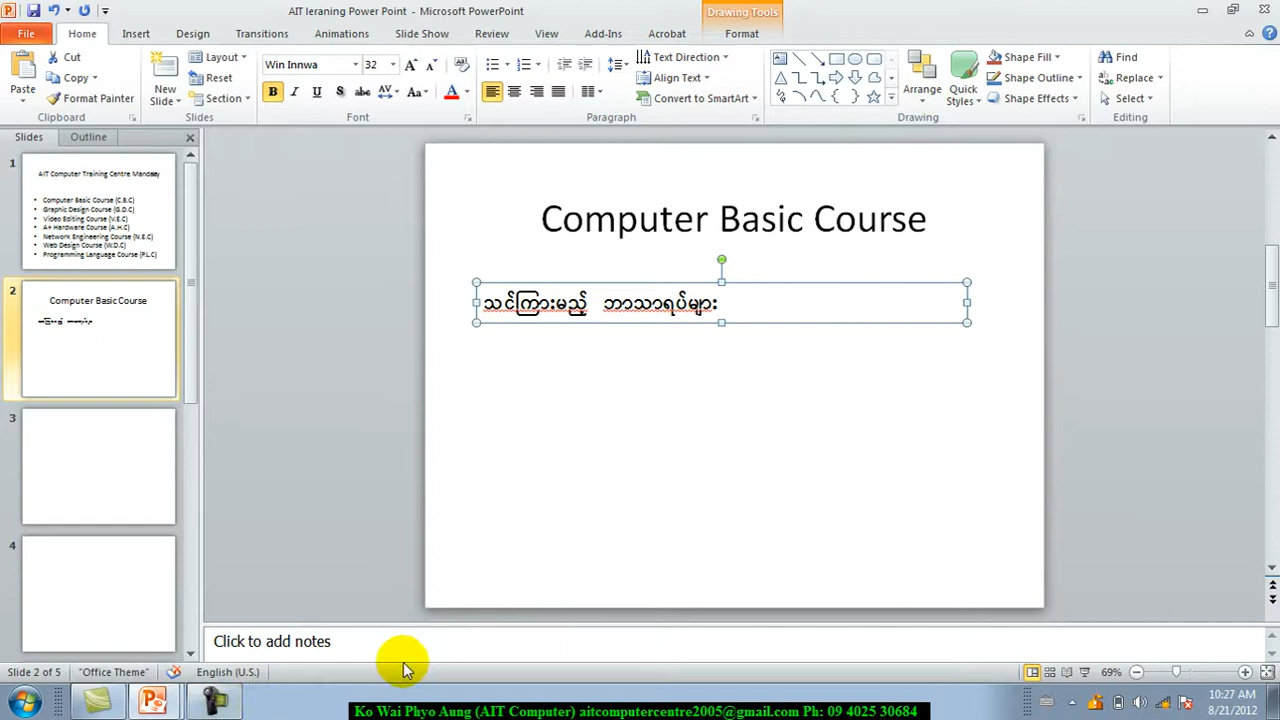 AIT leraning Power Point - Microsoft PowerPoint
Drawing Tools
File Home Insert Design Transitions Animations Slide Show Review View Add-Ins Acrobat Format
Paste
Cut
Copy
Format Painter
Clipboard
New Slide
Layout
Reset
Section
Slides
Win Innwa 32
B I U S abc AV Aa A
Font
Text Direction
Align Text
Convert to SmartArt
Paragraph
Arrange
Quick Styles
Shape Fill
Shape Outline
Shape Effects
Drawing
Find
Replace
Select
Editing
Slides Outline
1
AIT Computer Training Centre Mandalay
• Computer Basic Course (C.B.C)
• Graphic Design Course (G.D.C)
• Video Editing Course (V.E.C)
• A+ Hardware Course (A.H.C)
• Network Engineering Course (N.E.C)
• Web Design Course (W.D.C)
• Programming Language Course (P.L.C)
2
Computer Basic Course
3
4
Computer Basic Course
သင်ကြားမည့် ဘာသာရပ်များ
Click to add notes
Slide 2 of 5 "Office Theme" English (U.S.) 69%
10:27 AM
8/21/2012
Ko Wai Phyo Aung (AIT Computer) aitcomputercentre2005@gmail.com Ph: 09 4025 30684